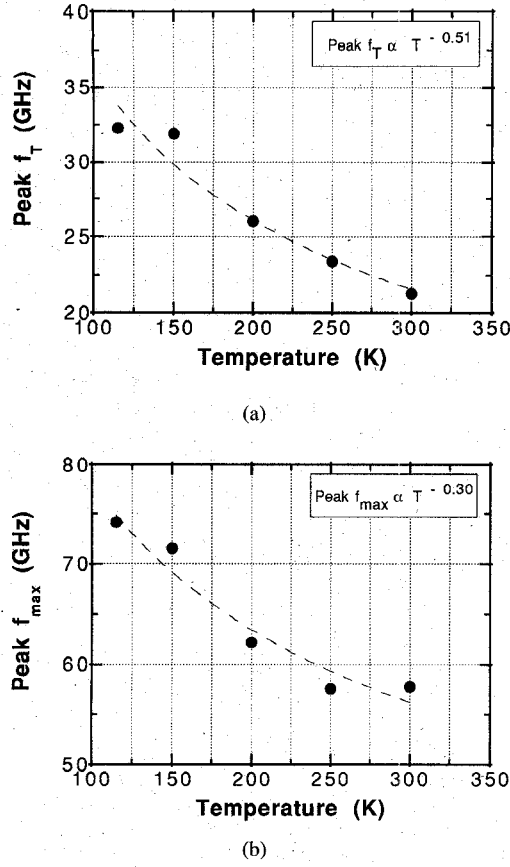 40
Peak f_T α T^-0.51
35
30
25
20
Peak f_T (GHz)
100 150 200 250 300 350
Temperature (K)
(a)
80
Peak f_max α T^-0.30
70
60
50
Peak f_max (GHz)
100 150 200 250 300 350
Temperature (K)
(b)